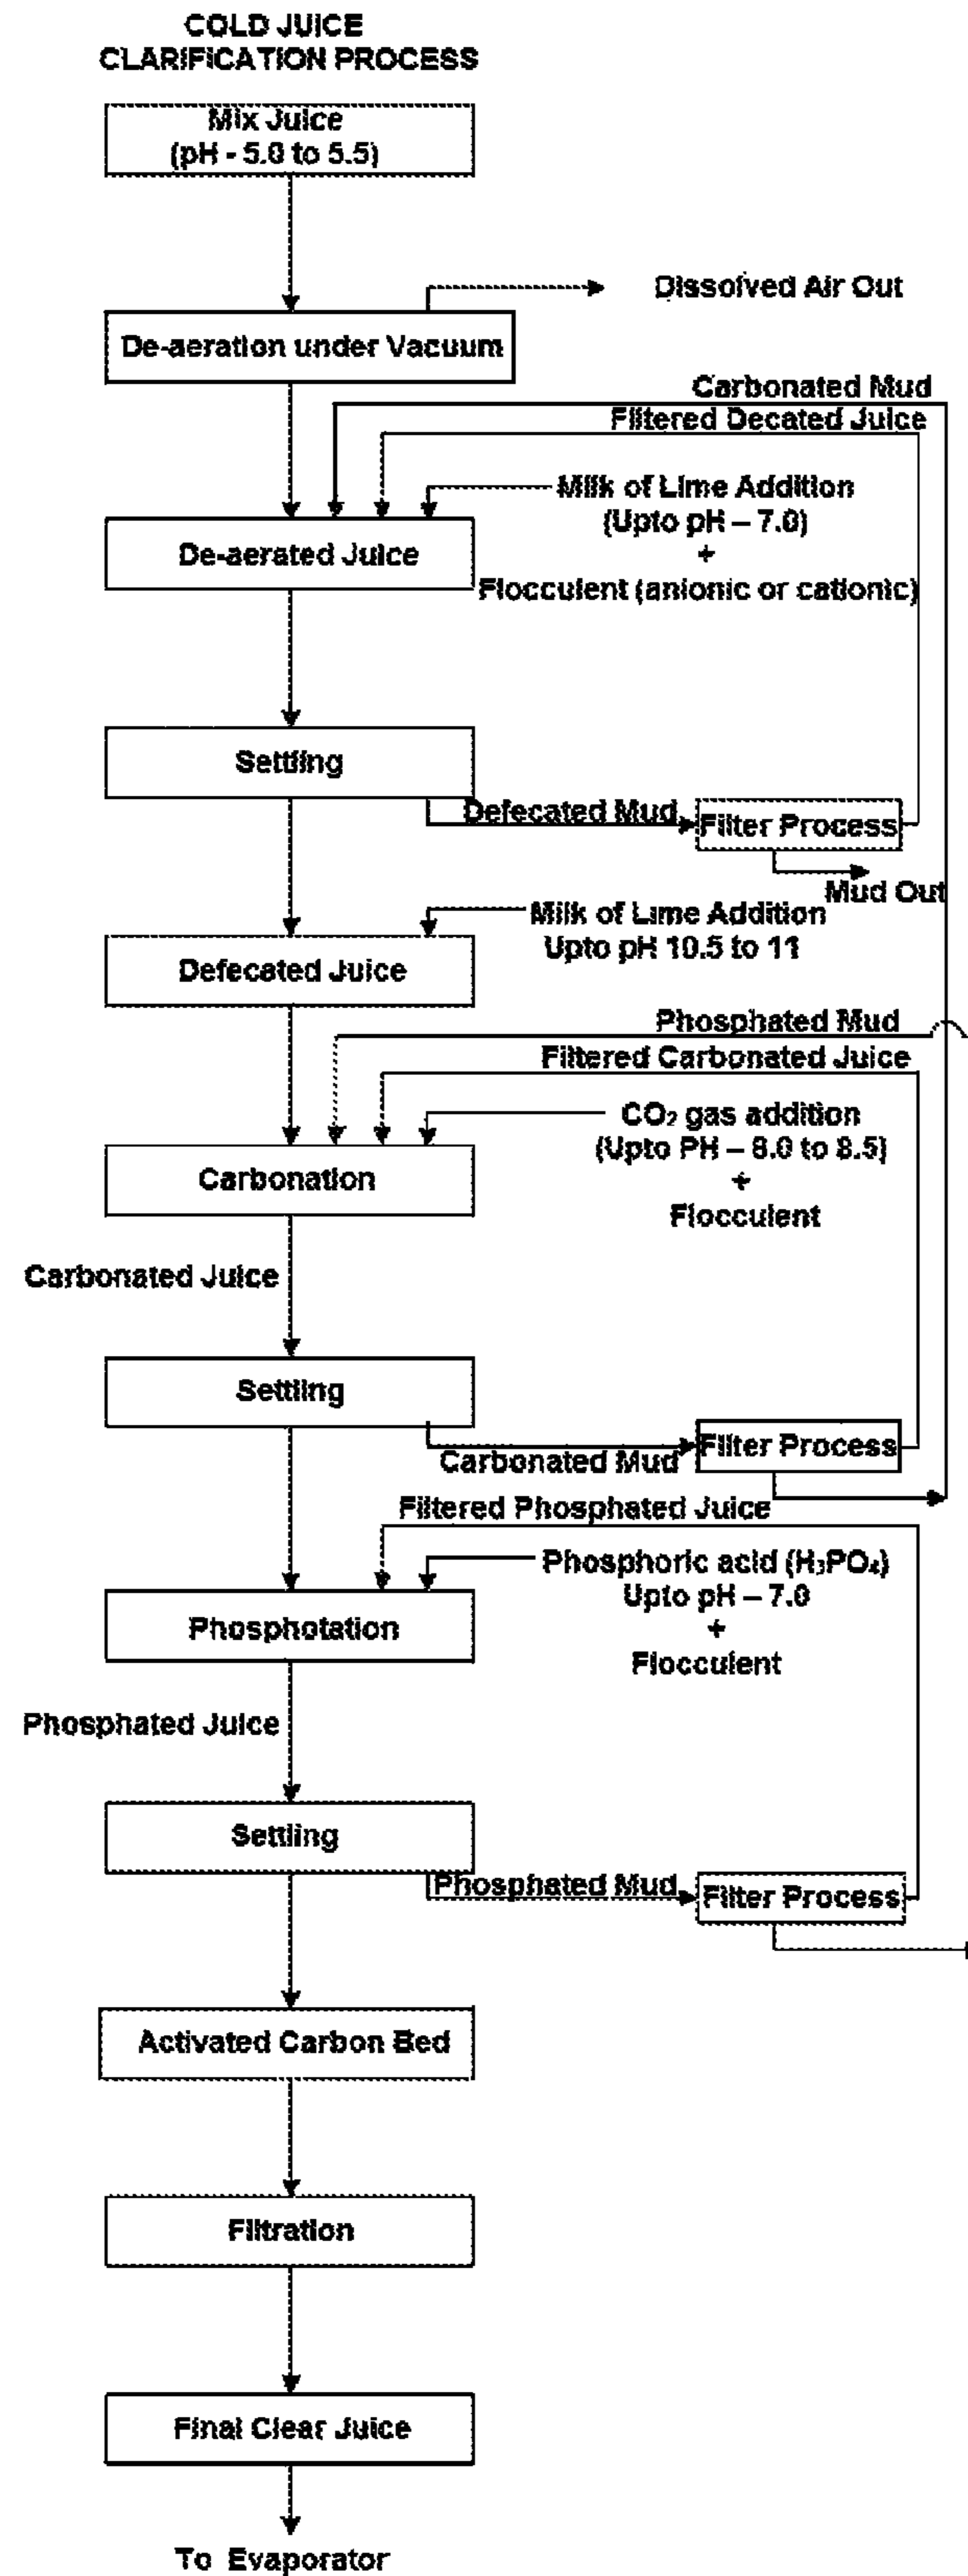 COLD JUICE
CLARIFICATION PROCESS
Mix Juice
(pH - 5.0 to 5.5)
Dissolved Air Out
De-aeration under Vacuum
Carbonated Mud
Filtered Decated Juice
Milk of Lime Addition
(Upto pH – 7.0)
+
De-aerated Juice
Flocculent (anionic or cationic)
Settling
Defecated Mud
Filter Process
Mud Out
Milk of Lime Addition
Upto pH 10.5 to 11
Defecated Juice
Phosphated Mud
Filtered Carbonated Juice
CO₂ gas addition
(Upto PH – 8.0 to 8.5)
+
Flocculent
Carbonation
Carbonated Juice
Settling
Carbonated Mud
Filter Process
Filtered Phosphated Juice
Phosphoric acid (H₃PO₄)
Upto pH – 7.0
+
Flocculent
Phosphotation
Phosphated Juice
Settling
Phosphated Mud
Filter Process
Activated Carbon Bed
Filtration
Final Clear Juice
To Evaporator